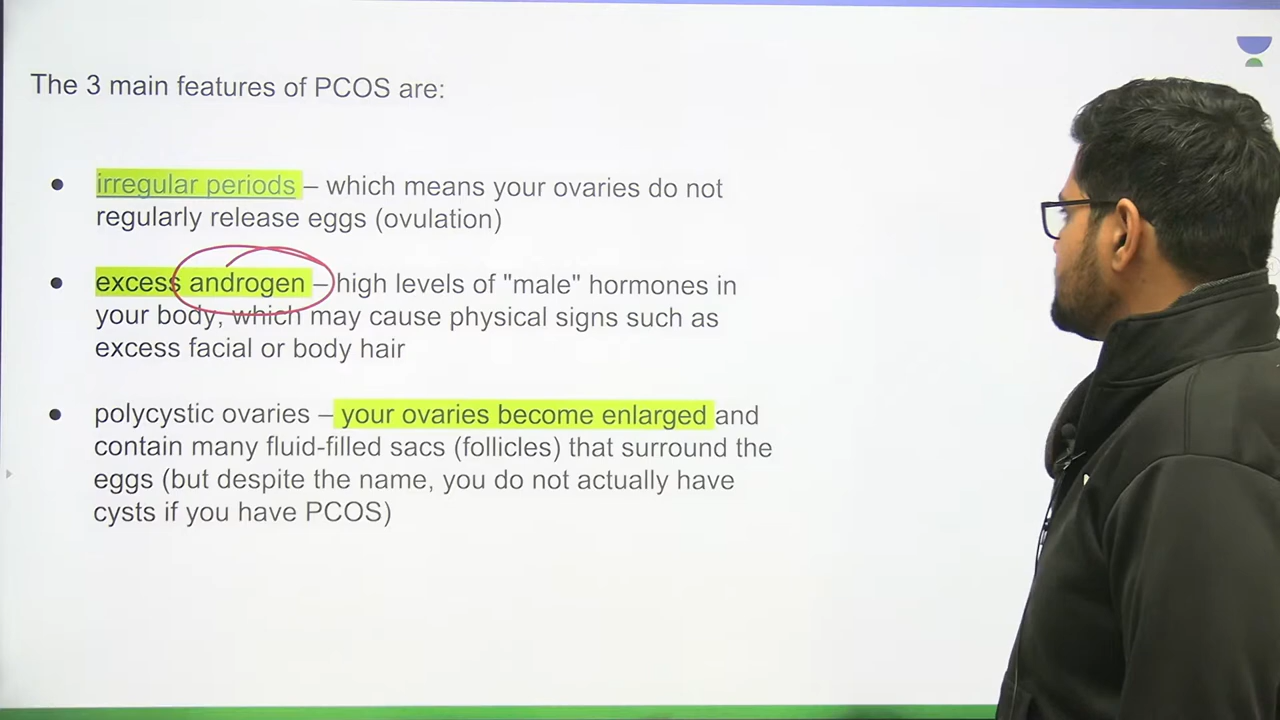 The 3 main features of PCOS are:
● irregular periods – which means your ovaries do not
regularly release eggs (ovulation)
● excess androgen – high levels of "male" hormones in
your body, which may cause physical signs such as
excess facial or body hair
● polycystic ovaries – your ovaries become enlarged and
contain many fluid-filled sacs (follicles) that surround the
eggs (but despite the name, you do not actually have
cysts if you have PCOS)